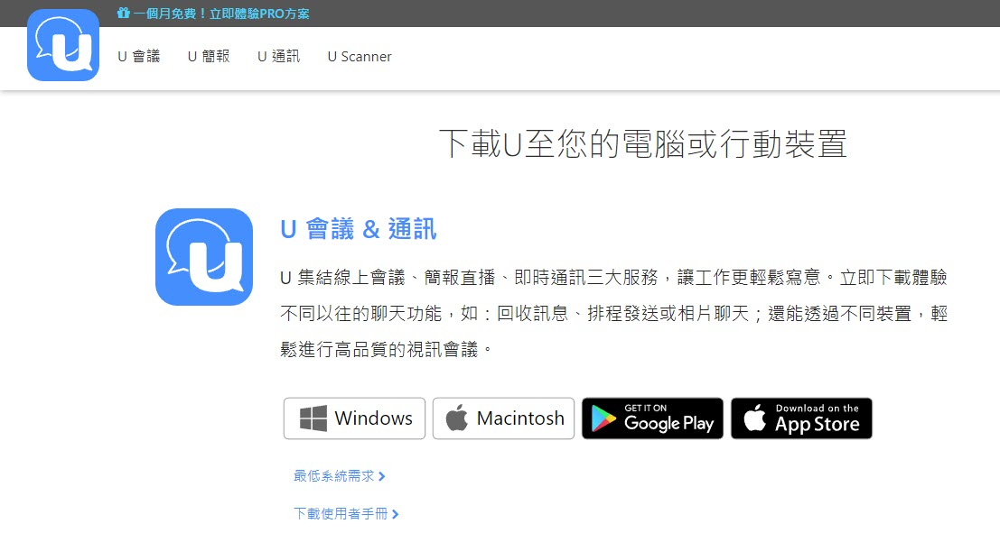 一個月免費！立即體驗PRO方案
U
U 會議 U 簡報 U 通訊 U Scanner
下載U至您的電腦或行動裝置
U
U 會議 & 通訊
U 集結線上會議、簡報直播、即時通訊三大服務，讓工作更輕鬆寫意。立即下載體驗
不同以往的聊天功能，如：回收訊息、排程發送或相片聊天；還能透過不同裝置，輕
鬆進行高品質的視訊會議。
Windows
Macintosh
GET IT ON
Google Play
Download on the
App Store
最低系統需求
下載使用者手冊